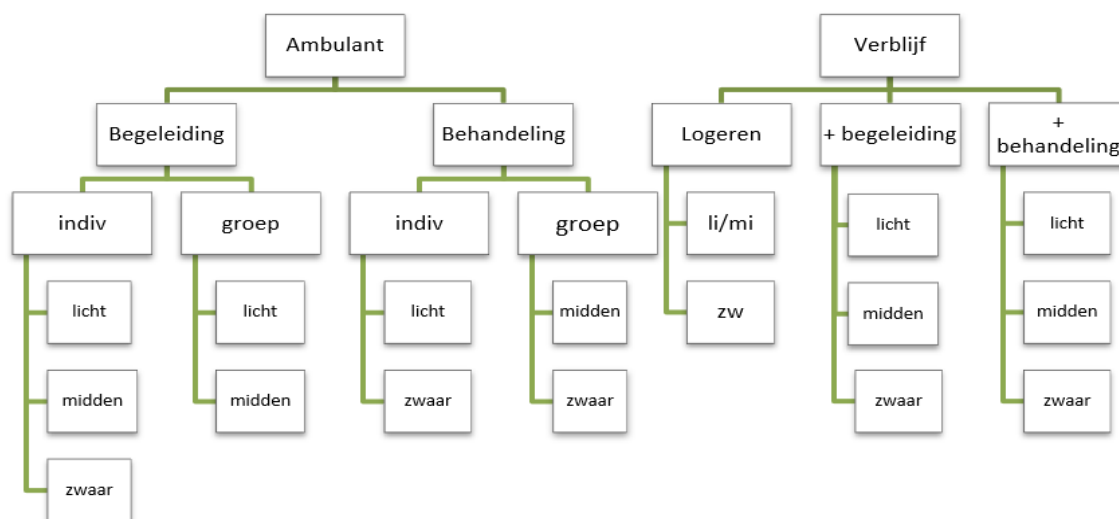 Ambulant
Verblijf
Begeleiding
Behandeling
Logeren
+ begeleiding
+
behandeling
indiv
groep
indiv
groep
li/mi
licht
licht
licht
licht
licht
midden
zw
midden
midden
midden
midden
zwaar
zwaar
zwaar
zwaar
zwaar